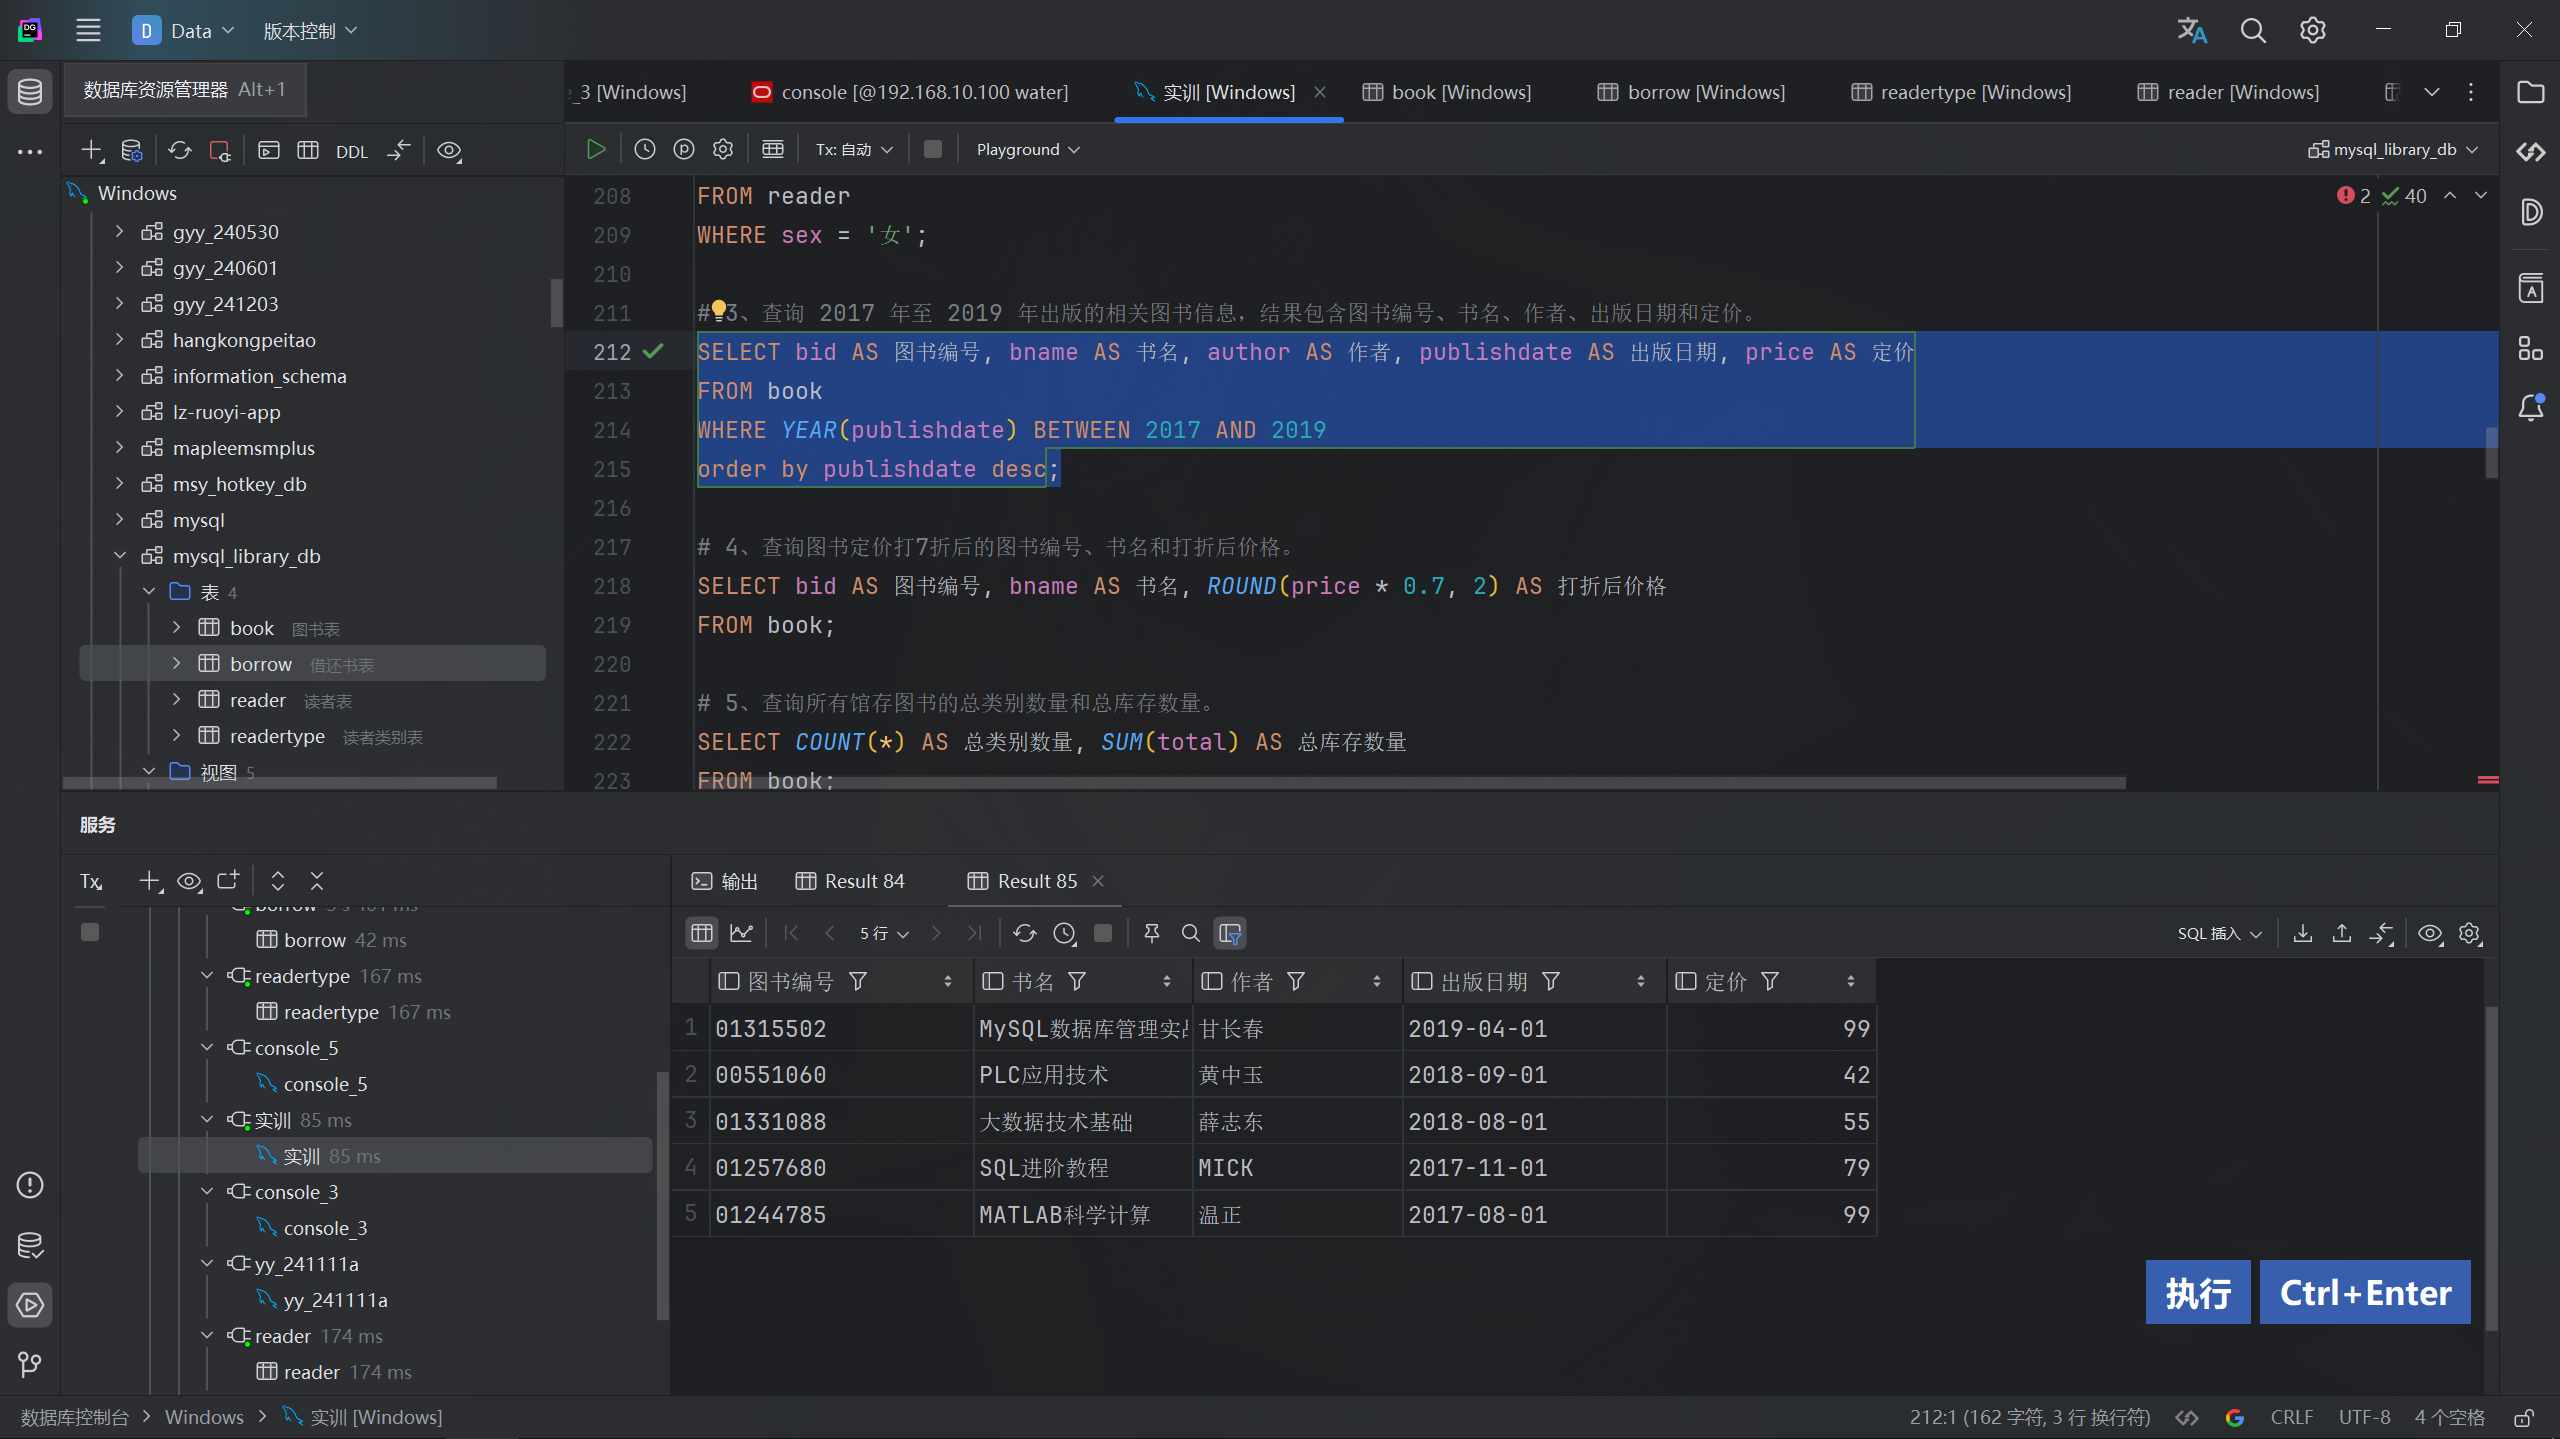 D Data 版本控制
数据库资源管理器 Alt+1
_3 [Windows]
console [@192.168.10.100 water]
实训 [Windows]
book [Windows]
borrow [Windows]
readertype [Windows]
reader [Windows]
DDL
Tx: 自动
Playground
mysql_library_db
Windows
gyy_240530
gyy_240601
gyy_241203
hangkongpeitao
information_schema
lz-ruoyi-app
mapleemsmplus
msy_hotkey_db
mysql
mysql_library_db
表 4
book 图书表
borrow 借还书表
reader 读者表
readertype 读者类别表
视图 5
2 40
208 FROM reader
209 WHERE sex = '女';
210
211 # 3、查询 2017 年至 2019 年出版的相关图书信息，结果包含图书编号、书名、作者、出版日期和定价。
212 SELECT bid AS 图书编号, bname AS 书名, author AS 作者, publishdate AS 出版日期, price AS 定价
213 FROM book
214 WHERE YEAR(publishdate) BETWEEN 2017 AND 2019
215 order by publishdate desc;
216
217 # 4、查询图书定价打7折后的图书编号、书名和打折后价格。
218 SELECT bid AS 图书编号, bname AS 书名, ROUND(price * 0.7, 2) AS 打折后价格
219 FROM book;
220
221 # 5、查询所有馆存图书的总类别数量和总库存数量。
222 SELECT COUNT(*) AS 总类别数量, SUM(total) AS 总库存数量
223 FROM book;
服务
Tx
borrow
borrow 42 ms
readertype 167 ms
readertype 167 ms
console_5
console_5
实训 85 ms
实训 85 ms
console_3
console_3
yy_241111a
yy_241111a
reader 174 ms
reader 174 ms
输出 Result 84 Result 85
5 行
SQL 插入
图书编号 书名 作者 出版日期 定价
1 01315502 MySQL数据库管理实 甘长春 2019-04-01 99
2 00551060 PLC应用技术 黄中玉 2018-09-01 42
3 01331088 大数据技术基础 薛志东 2018-08-01 55
4 01257680 SQL进阶教程 MICK 2017-11-01 79
5 01244785 MATLAB科学计算 温正 2017-08-01 99
执行 Ctrl+Enter
数据库控制台 > Windows > 实训 [Windows]
212:1 (162 字符, 3 行 换行符) CRLF UTF-8 4 个空格